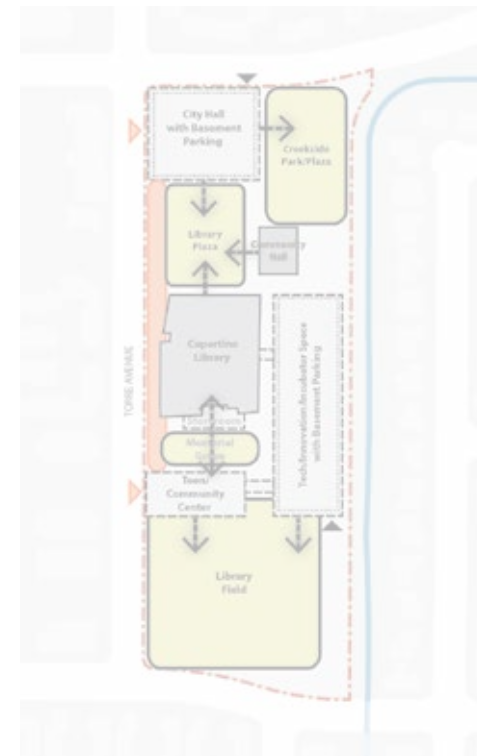 City Hall
with Basement
Parking
Creekside
Park/Plaza
Library
Plaza
Community
Hall
Cupertino
Library
TORRE AVENUE
Tech/Innovation/Incubator Space
with Basement Parking
Memorial
Teen/
Community
Center
Library
Field